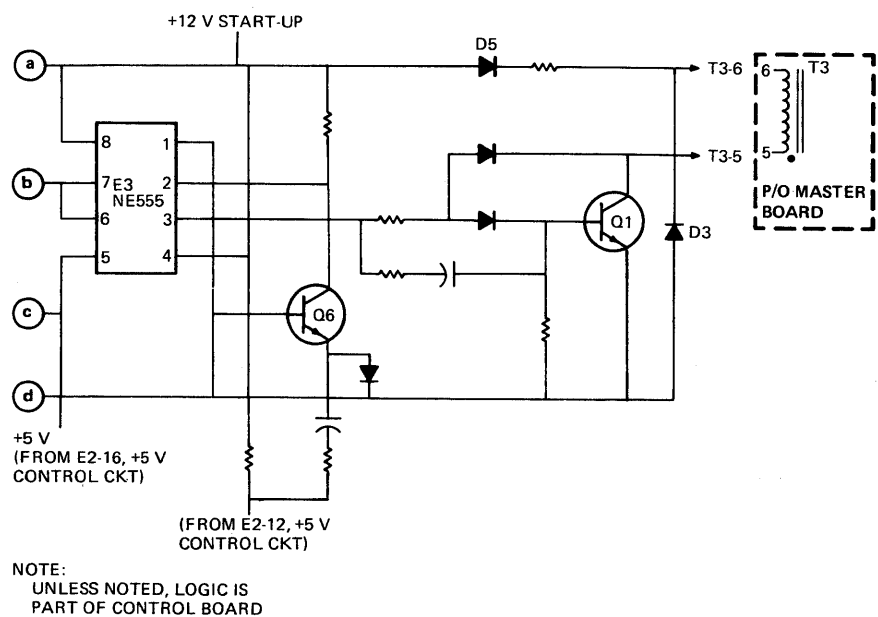 +12 V START-UP
a
D5
T3-6
6
T3
8
1
T3-5
5
b
7
E3
2
NE555
P/O MASTER
BOARD
6
3
Q1
D3
5
4
c
Q6
d
+5 V
(FROM E2-16, +5 V
CONTROL CKT)
(FROM E2-12, +5 V
CONTROL CKT)
NOTE:
UNLESS NOTED, LOGIC IS
PART OF CONTROL BOARD